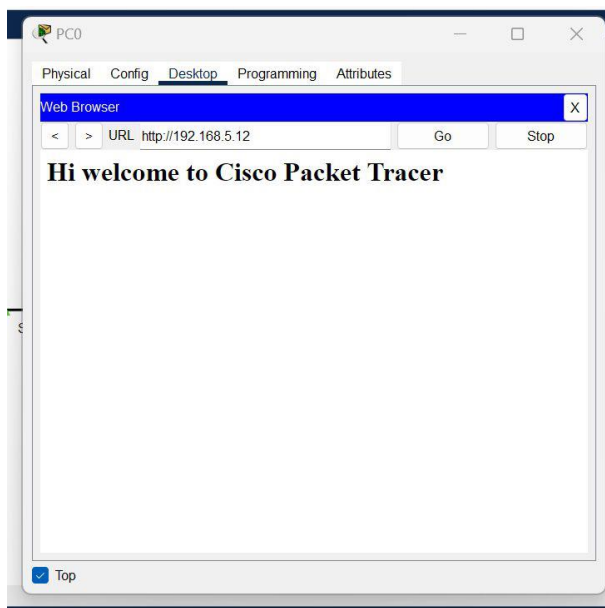 PC0
Physical Config Desktop Programming Attributes
Web Browser X
< > URL http://192.168.5.12 Go Stop
Hi welcome to Cisco Packet Tracer
Top